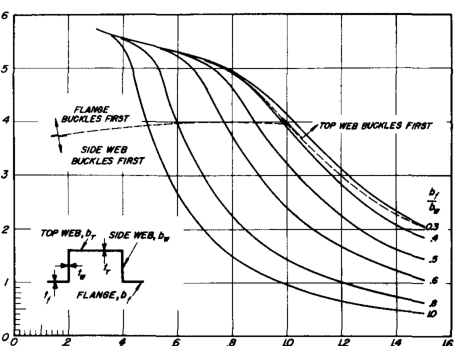 6
5
4
3
2
1
0
FLANGE
BUCKLES FIRST
SIDE WEB
BUCKLES FIRST
TOP WEB BUCKLES FIRST
b_f
b_w
0.3
.4
.5
.6
.8
1.0
TOP WEB, b_T
SIDE WEB, b_w
t_w
t_T
t_f
FLANGE, b_f
0 .2 .4 .6 .8 1.0 1.2 1.4 1.6